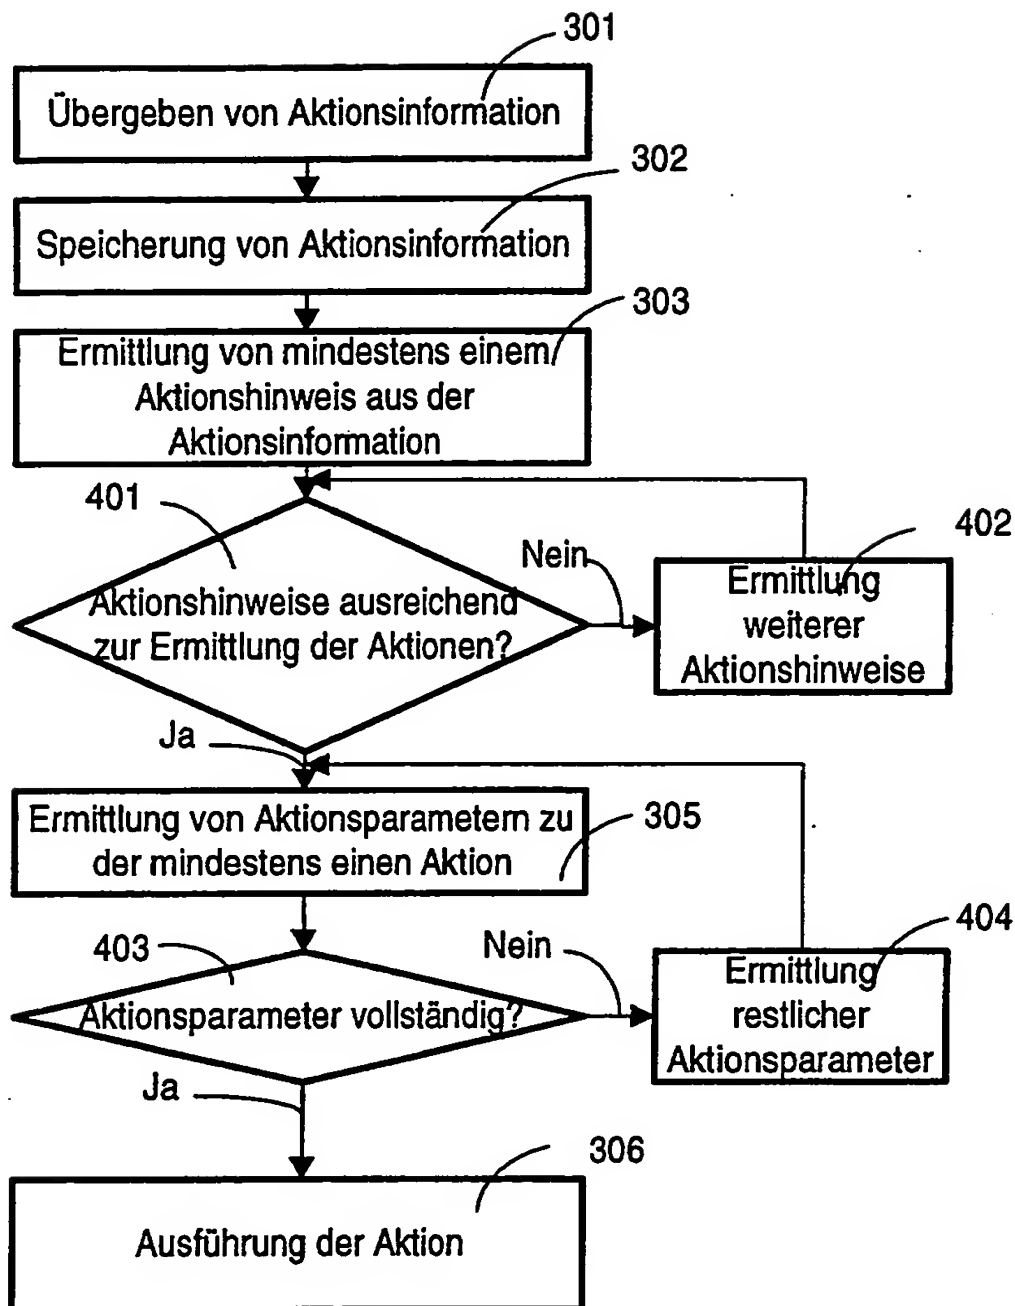 301
Übergeben von Aktionsinformation
302
Speicherung von Aktionsinformation
303
Ermittlung von mindestens einem
Aktionshinweis aus der
Aktionsinformation
401
Aktionshinweise ausreichend
zur Ermittlung der Aktionen?
Nein
402
Ermittlung
weiterer
Aktionshinweise
Ja
Ermittlung von Aktionsparametern zu
der mindestens einen Aktion
305
403
Aktionsparameter vollständig?
Nein
404
Ermittlung
restlicher
Aktionsparameter
Ja
306
Ausführung der Aktion